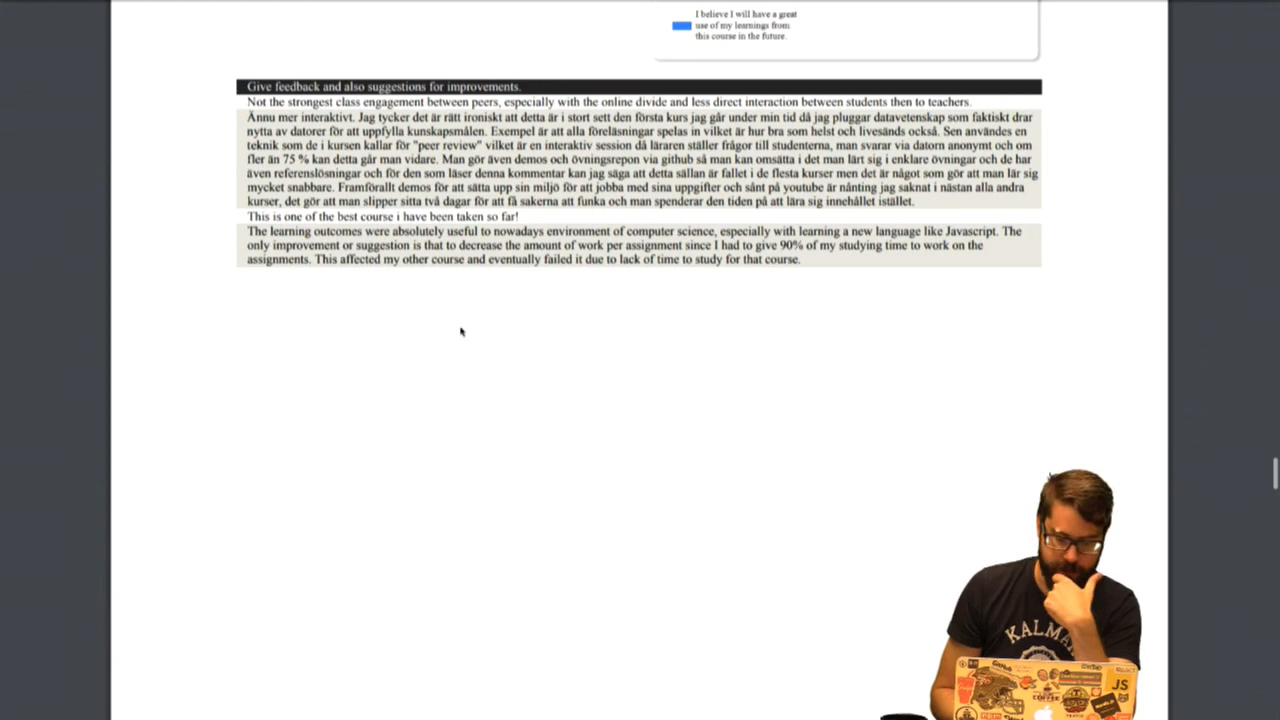 I believe I will have a great
use of my learnings from
this course in the future.
Give feedback and also suggestions for improvements.
Not the strongest class engagement between peers, especially with the online divide and less direct interaction between students then to teachers.
Ännu mer interaktivt. Jag tycker det är rätt ironiskt att detta är i stort sett den första kurs jag går under min tid då jag pluggar datavetenskap som faktiskt drar
nytta av datorer för att uppfylla kunskapsmålen. Exempel är att alla föreläsningar spelas in vilket är hur bra som helst och livesänds också. Sen användes en
teknik som de i kursen kallar för "peer review" vilket är en interaktiv session då läraren ställer frågor till studenterna, man svarar via datorn anonymt och om
fler än 75 % kan detta går man vidare. Man gör även demos och övningsrepon via github så man kan omsätta i det man lärt sig i enklare övningar och de har
även referenslösningar och för den som läser denna kommentar kan jag säga att detta sällan är fallet i de flesta kurser men det är något som gör att man lär sig
mycket snabbare. Framförallt demos för att sätta upp sin miljö för att jobba med sina uppgifter och sånt på youtube är nånting jag saknat i nästan alla andra
kurser, det gör att man slipper sitta två dagar för att få sakerna att funka och man spenderar den tiden på att lära sig innehållet istället.
This is one of the best course i have been taken so far!
The learning outcomes were absolutely useful to nowadays environment of computer science, especially with learning a new language like Javascript. The
only improvement or suggestion is that to decrease the amount of work per assignment since I had to give 90% of my studying time to work on the
assignments. This affected my other course and eventually failed it due to lack of time to study for that course.
GitHub
COFFEE
JS